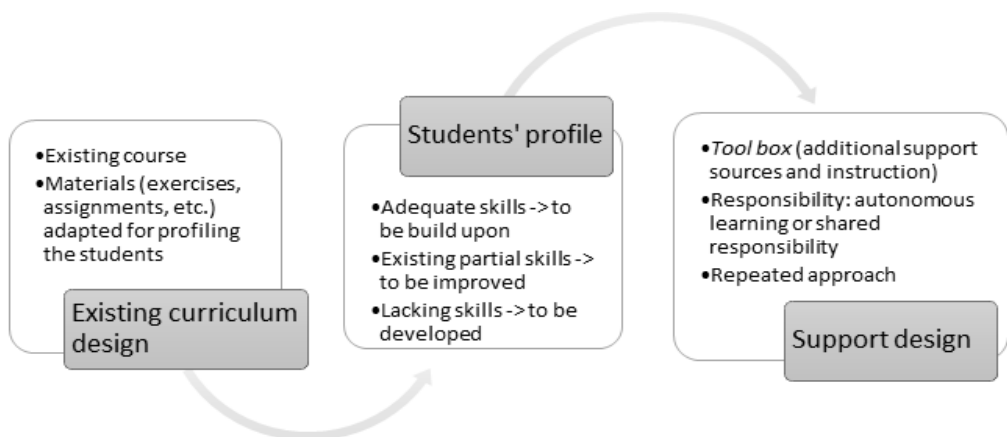 •Existing course
•Materials (exercises,
assignments, etc.)
adapted for profiling
the students
Existing curriculum
design
Students' profile
•Adequate skills -> to
be build upon
•Existing partial skills ->
to be improved
•Lacking skills -> to be
developed
•Tool box (additional support
sources and instruction)
•Responsibility: autonomous
learning or shared
responsibility
•Repeated approach
Support design